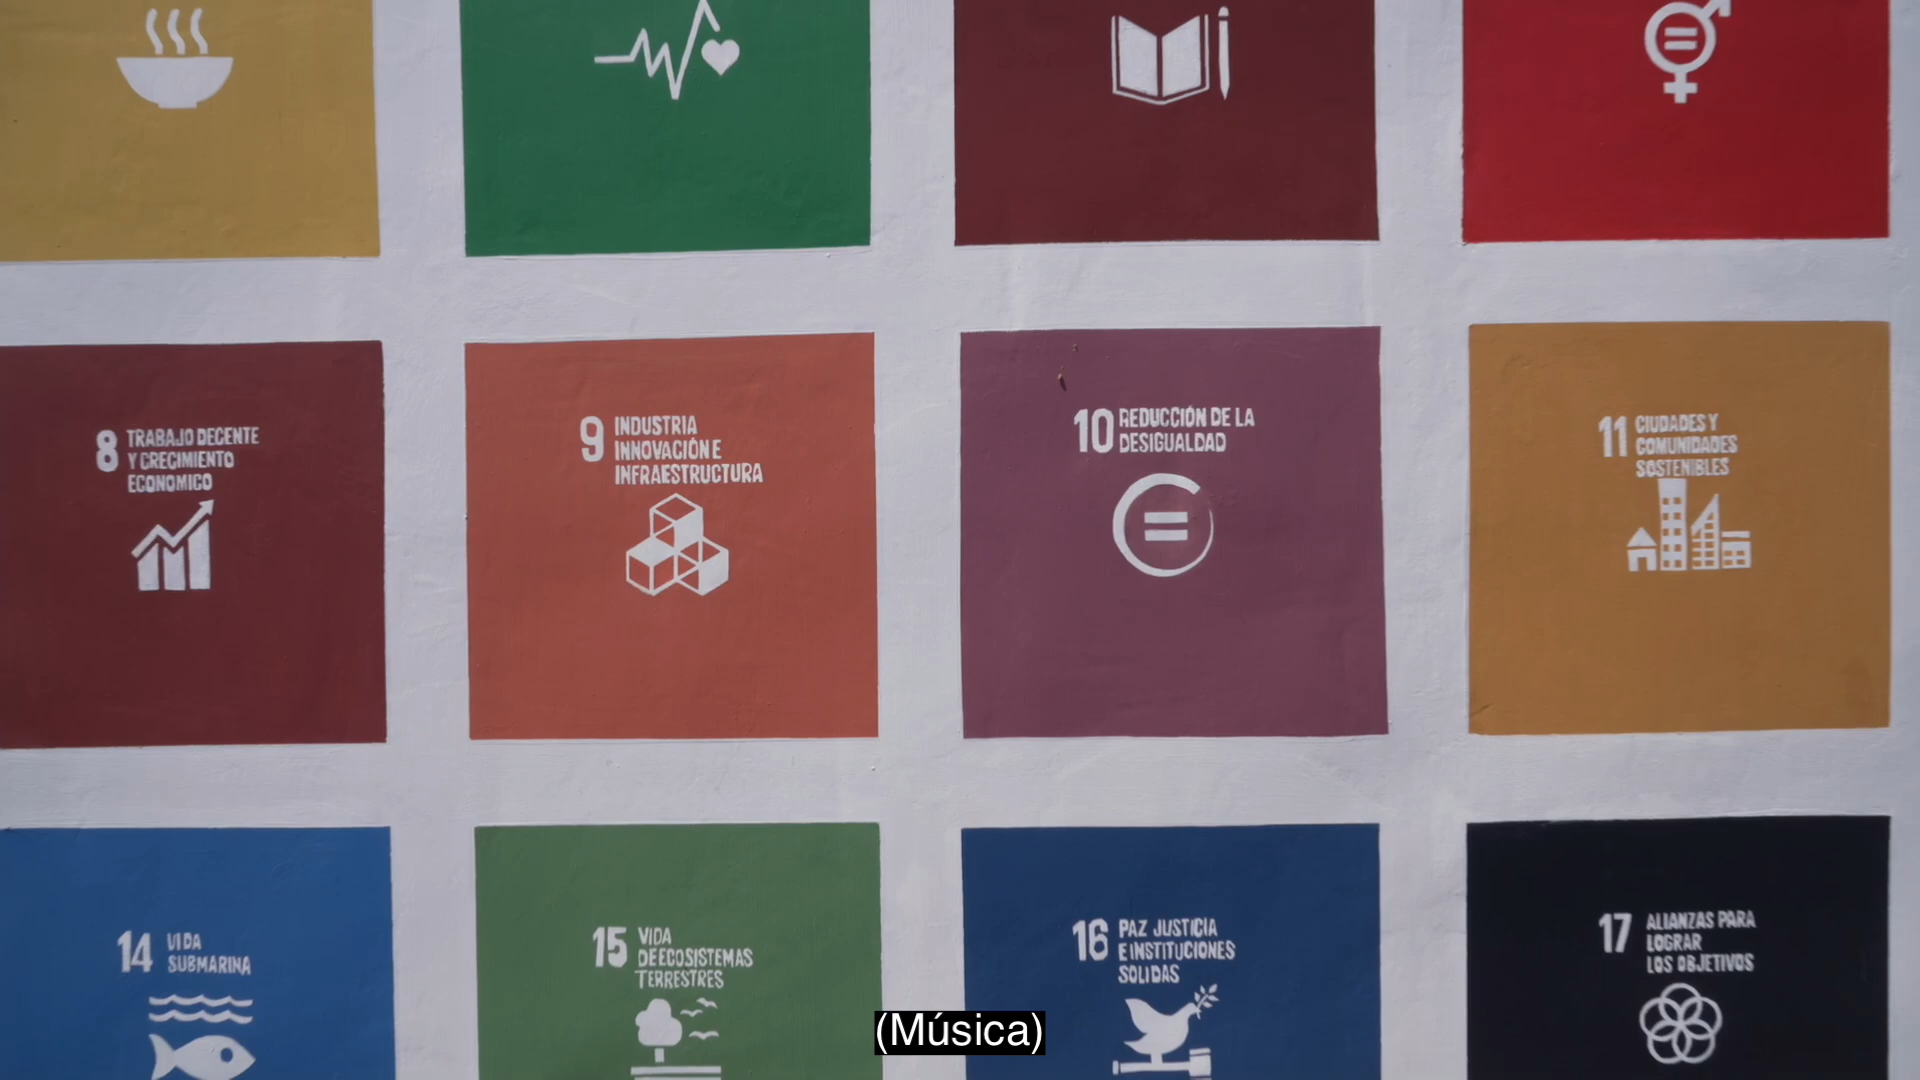 8 TRABAJO DECENTE
Y CRECIMIENTO
ECONOMICO
9 INDUSTRIA
INNOVACIÓN E
INFRAESTRUCTURA
10 REDUCCIÓN DE LA
DESIGUALDAD
11 CIUDADES Y
COMUNIDADES
SOSTENIBLES
14 VIDA
SUBMARINA
15 VIDA
DE ECOSISTEMAS
TERRESTRES
16 PAZ JUSTICIA
E INSTITUCIONES
SOLIDAS
17 ALIANZAS PARA
LOGRAR
LOS OBJETIVOS
(Música)